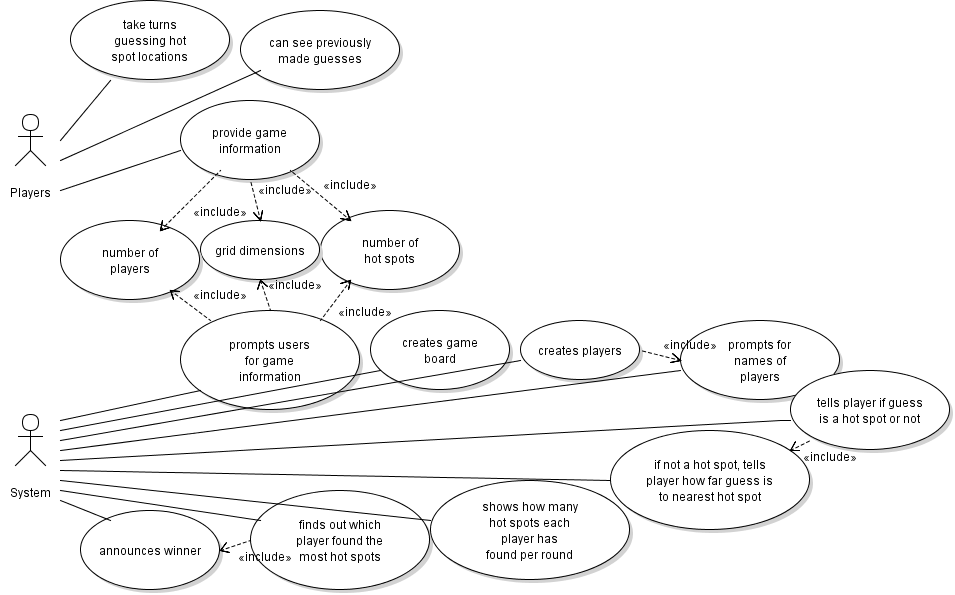 take turns
guessing hot
spot locations
can see previously
made guesses
provide game
information
Players
«include»
«include»
«include»
number of
players
grid dimensions
number of
hot spots
«include»
«include»
«include»
prompts users
for game
information
creates game
board
creates players
«include»
prompts for
names of
players
tells player if guess
is a hot spot or not
«include»
if not a hot spot, tells
player how far guess is
to nearest hot spot
System
shows how many
hot spots each
player has
found per round
finds out which
player found the
most hot spots
«include»
announces winner